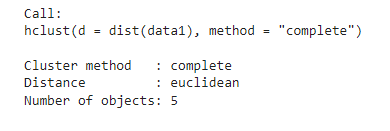 Call:
hclust(d = dist(data1), method = "complete")
Cluster method   : complete
Distance         : euclidean
Number of objects: 5